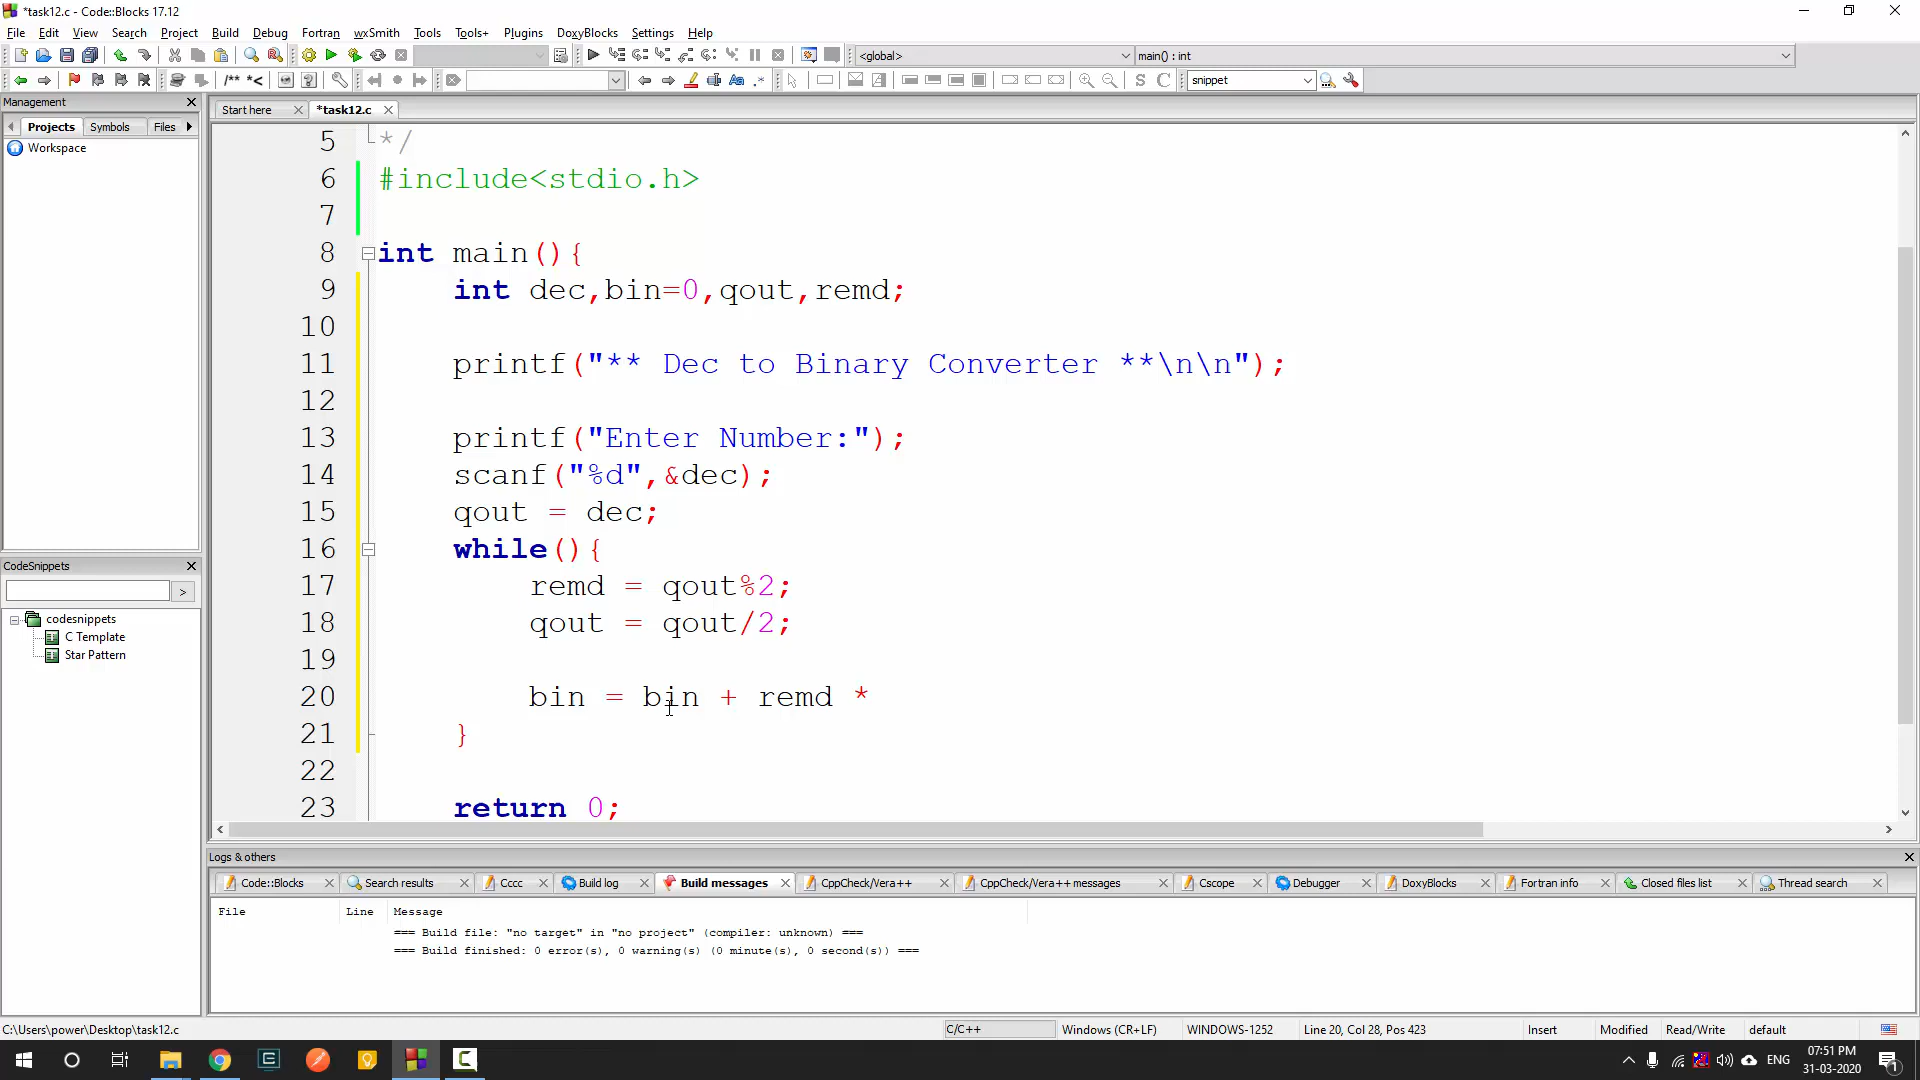 *task12.c - Code::Blocks 17.12
File Edit View Search Project Build Debug Fortran wxSmith Tools Tools+ Plugins DoxyBlocks Settings Help
<global> main() : int
/** *< Aa .* S C snippet
Management
Projects Symbols Files
Workspace
CodeSnippets
>
codesnippets
C Template
Star Pattern
Start here *task12.c
5 */
6 #include<stdio.h>
7
8 int main(){
9 int dec,bin=0,qout,remd;
10
11 printf("** Dec to Binary Converter **\n\n");
12
13 printf("Enter Number:");
14 scanf("%d",&dec);
15 qout = dec;
16 while(){
17 remd = qout%2;
18 qout = qout/2;
19
20 bin = bin + remd *
21 }
22
23 return 0;
Logs & others
Code::Blocks Search results Cccc Build log Build messages CppCheck/Vera++ CppCheck/Vera++ messages Cscope Debugger DoxyBlocks Fortran info Closed files list Thread search
File Line Message
=== Build file: "no target" in "no project" (compiler: unknown) ===
=== Build finished: 0 error(s), 0 warning(s) (0 minute(s), 0 second(s)) ===
C:\Users\power\Desktop\task12.c C/C++ Windows (CR+LF) WINDOWS-1252 Line 20, Col 28, Pos 423 Insert Modified Read/Write default
ENG 07:51 PM
31-03-2020
1